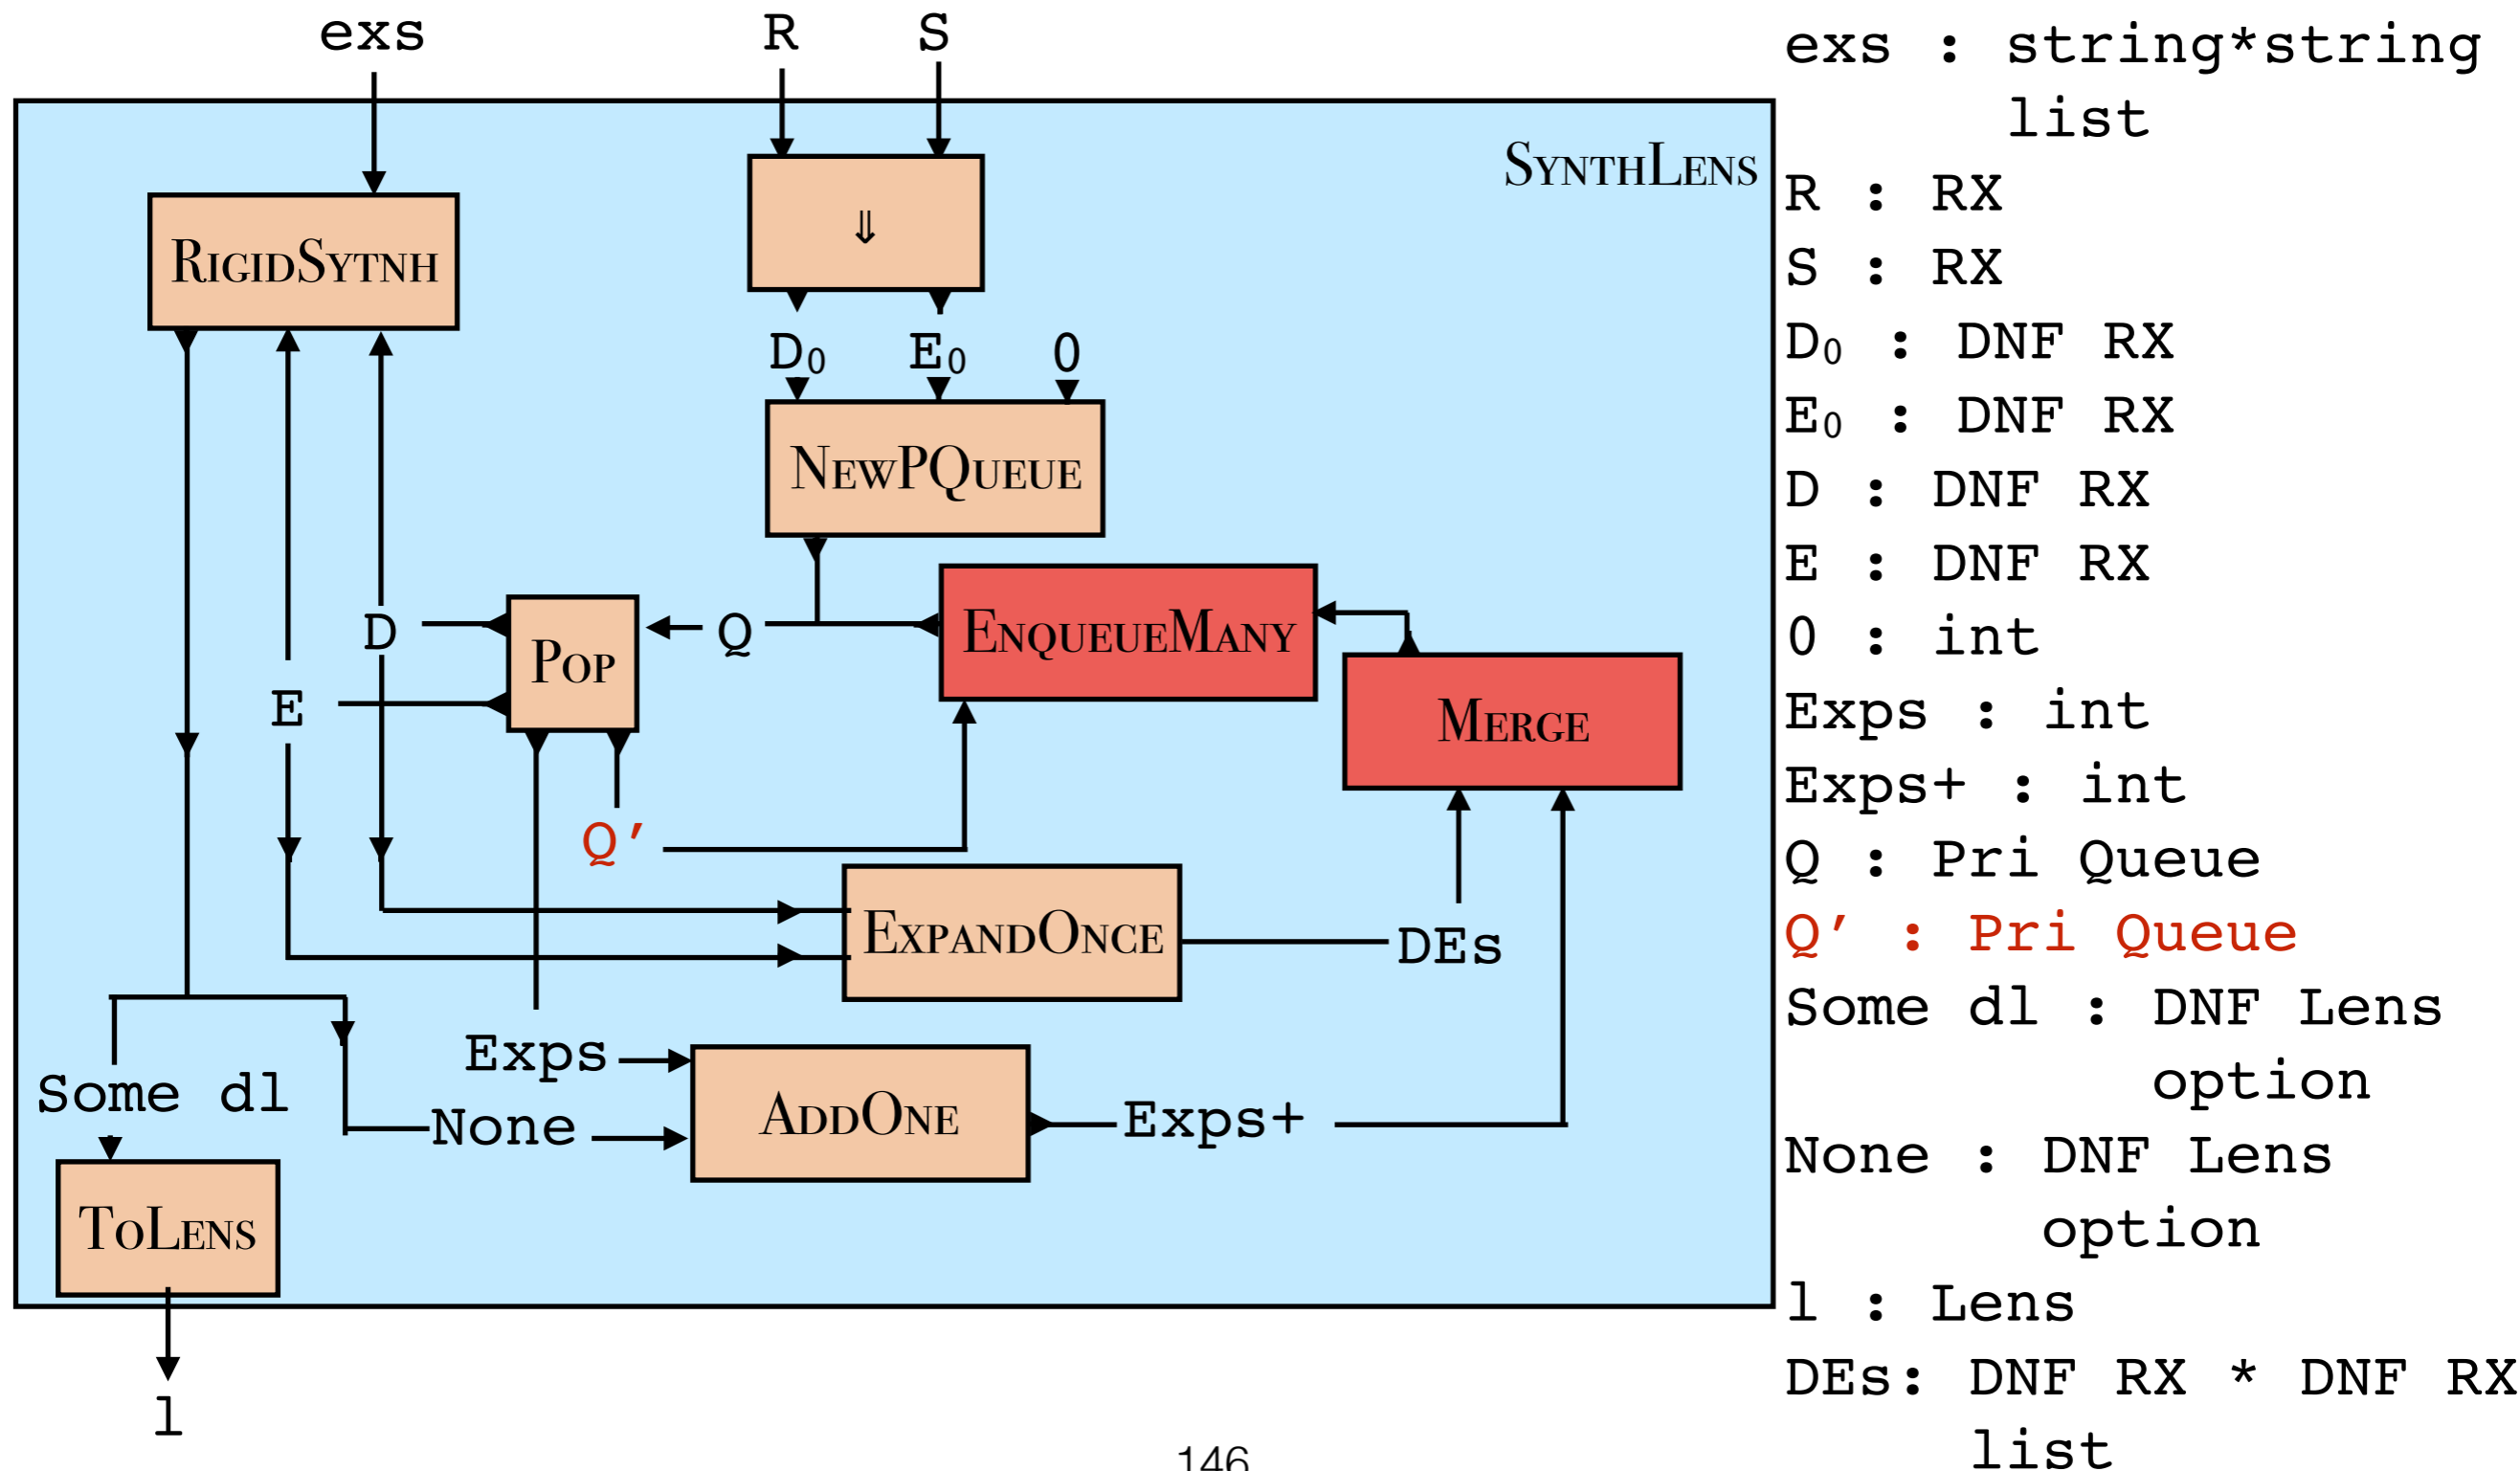 exs
R
S
SynthLens
RigidSytnh
⇓
D₀
E₀
0
NewPQueue
EnqueueMany
D
Pop
Q
Merge
E
Q’
ExpandOnce
DEs
Exps
Some dl
None
AddOne
Exps+
ToLens
l
exs : string*string
list
R : RX
S : RX
D₀ : DNF RX
E₀ : DNF RX
D : DNF RX
E : DNF RX
0 : int
Exps : int
Exps+ : int
Q : Pri Queue
Q’ : Pri Queue
Some dl : DNF Lens
option
None : DNF Lens
option
l : Lens
DEs: DNF RX * DNF RX
list
146